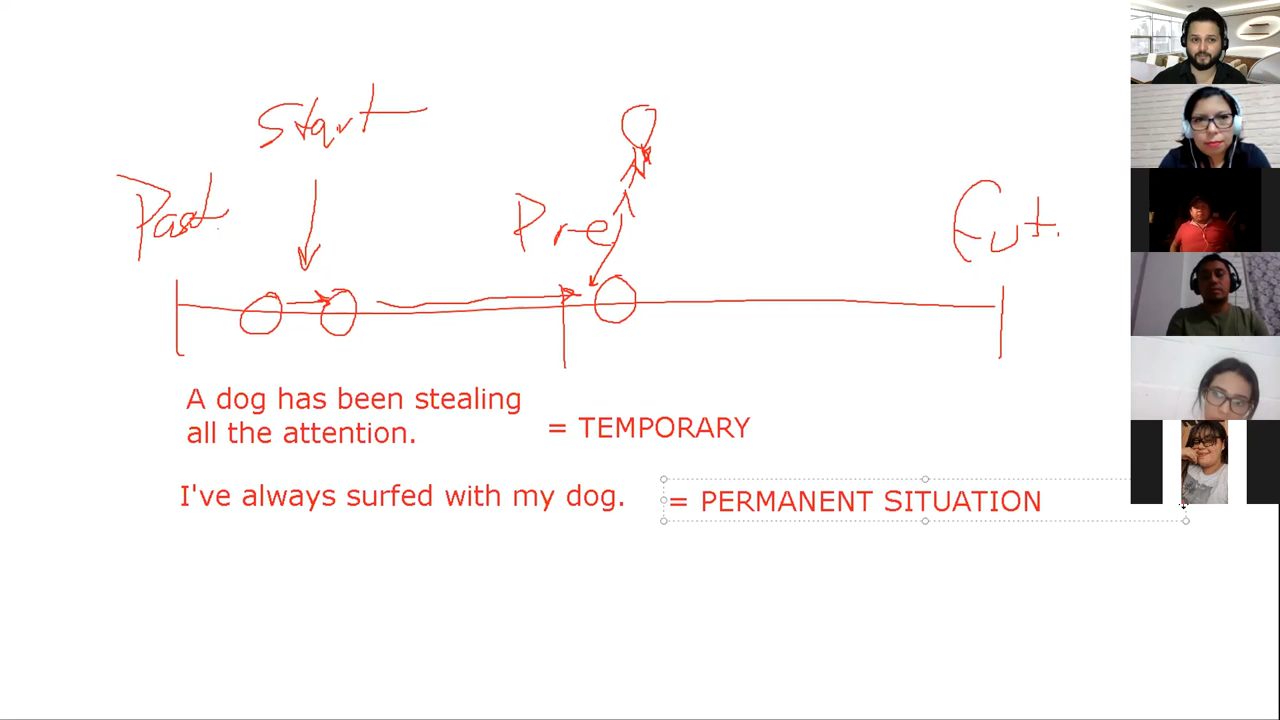 Start
Past
Pre
Fut.
A dog has been stealing
all the attention.
= TEMPORARY
I've always surfed with my dog.
= PERMANENT SITUATION